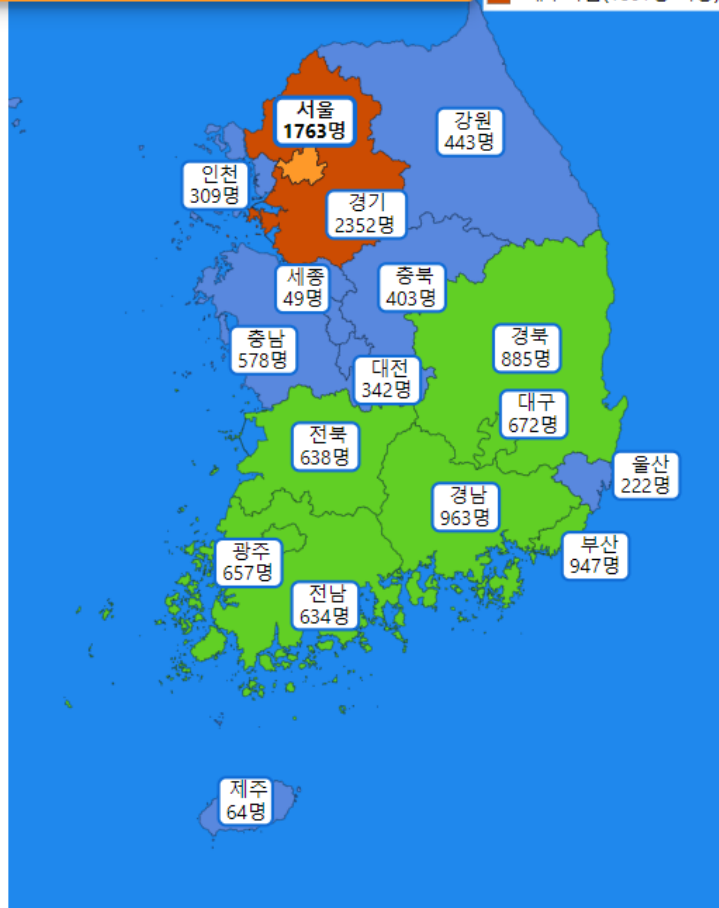 서울
1763명
강원
443명
인천
309명
경기
2352명
세종
49명
충북
403명
충남
578명
경북
885명
대전
342명
대구
672명
전북
638명
울산
222명
경남
963명
부산
947명
광주
657명
전남
634명
제주
64명